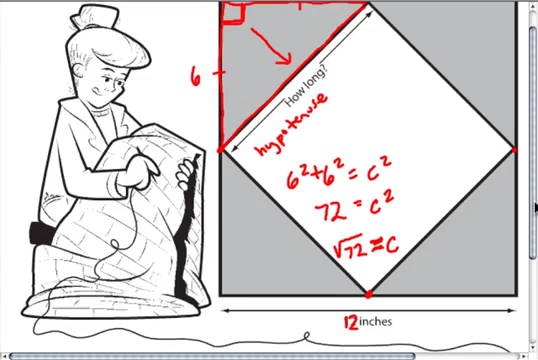 6
How long?
hypotenuse
6²+6² = c²
72 = c²
√72 = c
12 inches